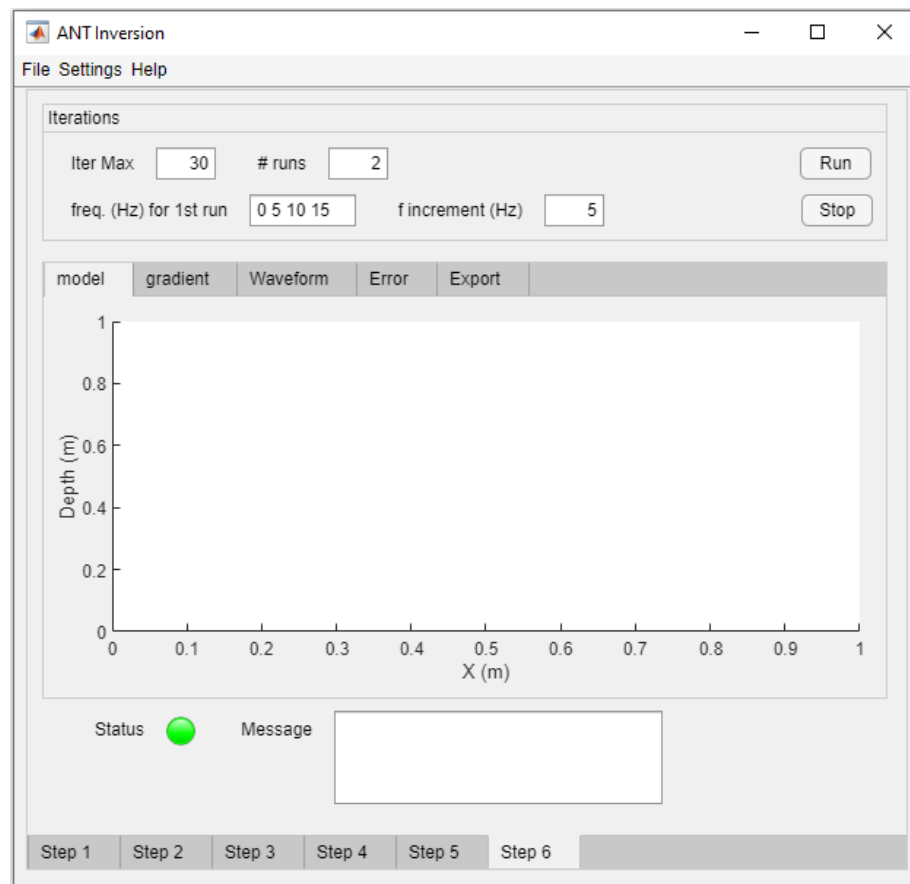 ANT Inversion
File Settings Help
Iterations
Iter Max 30 # runs 2 Run
freq. (Hz) for 1st run 0 5 10 15 f increment (Hz) 5 Stop
model gradient Waveform Error Export
1
0.8
0.6
0.4
0.2
0
Depth (m)
0 0.1 0.2 0.3 0.4 0.5 0.6 0.7 0.8 0.9 1
X (m)
Status Message
Step 1 Step 2 Step 3 Step 4 Step 5 Step 6